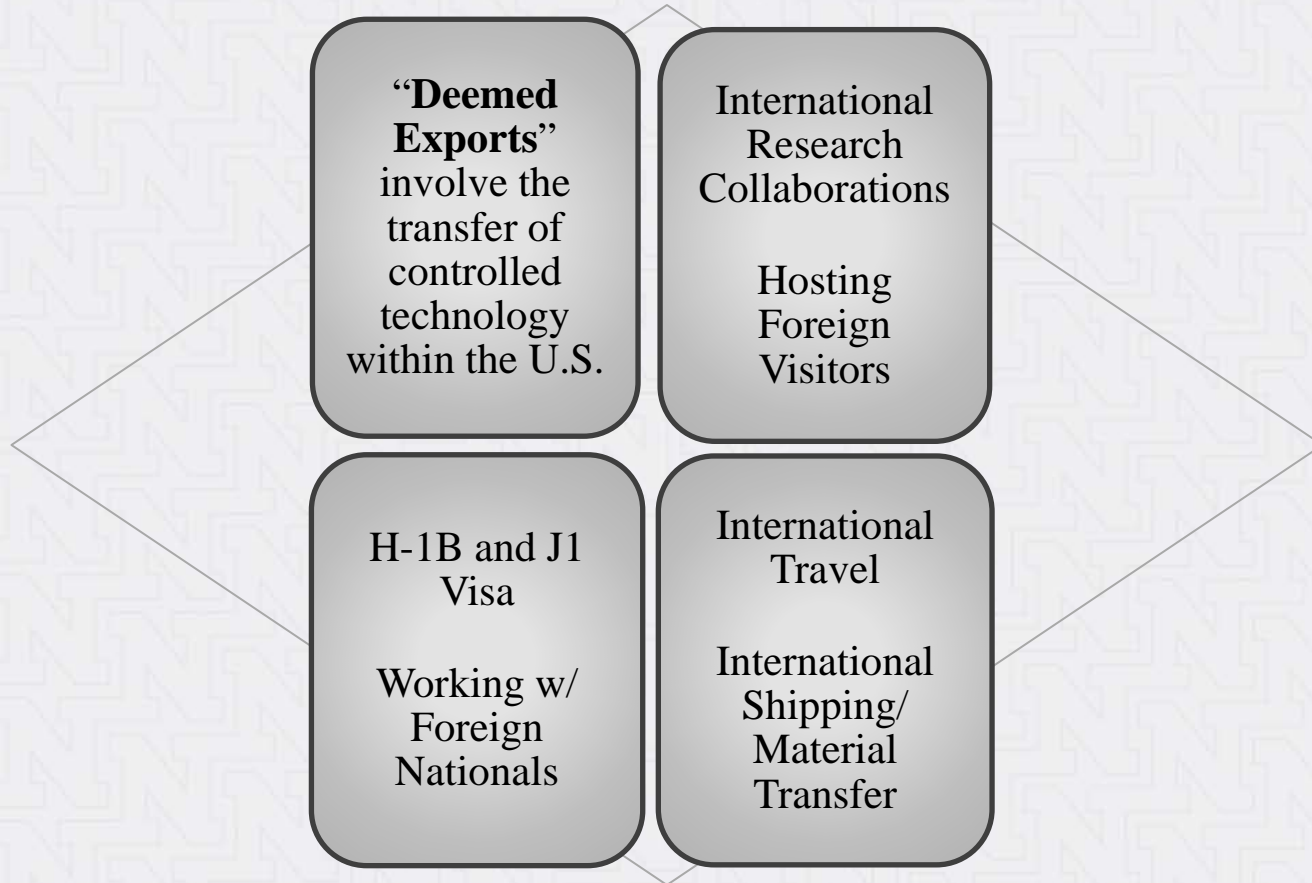 “Deemed
Exports”
involve the
transfer of
controlled
technology
within the U.S.
International
Research
Collaborations
Hosting
Foreign
Visitors
H-1B and J1
Visa
Working w/
Foreign
Nationals
International
Travel
International
Shipping/
Material
Transfer